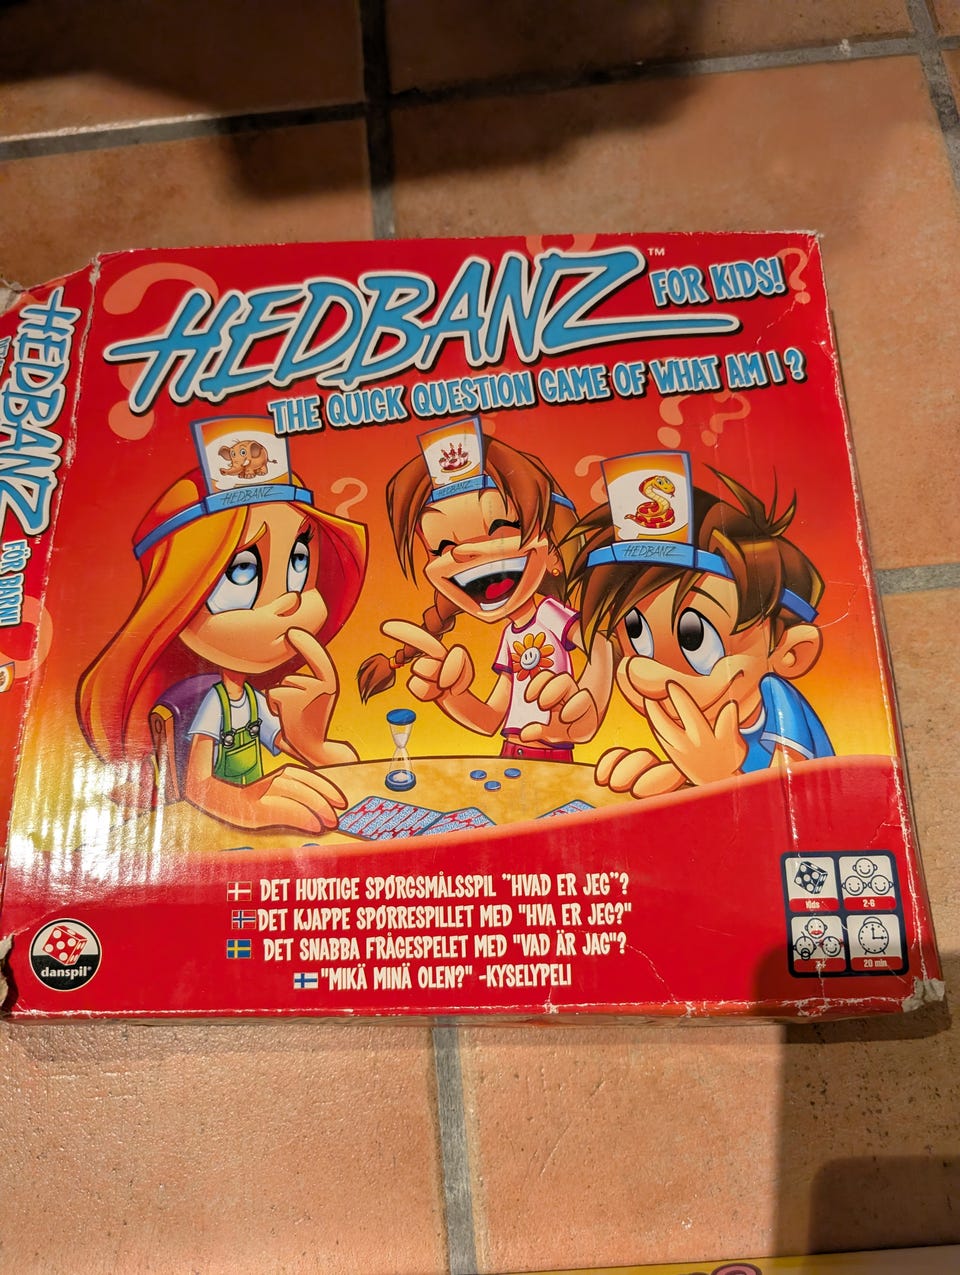 HEDBANZ™
FOR KIDS!
THE QUICK QUESTION GAME OF WHAT AM I?
HEDBANZ
HEDBANZ
HEDBANZ
DET HURTIGE SPØRGSMÅLSSPIL "HVAD ER JEG"?
DET KJAPPE SPØRRESPILLET MED "HVA ER JEG?"
DET SNABBA FRÅGESPELET MED "VAD ÄR JAG"?
"MIKÄ MINÄ OLEN?" -KYSELYPELI
danspil®
Kids
2-6
20 min
HEDBANZ
HEDBANZ
FÖR BARN!